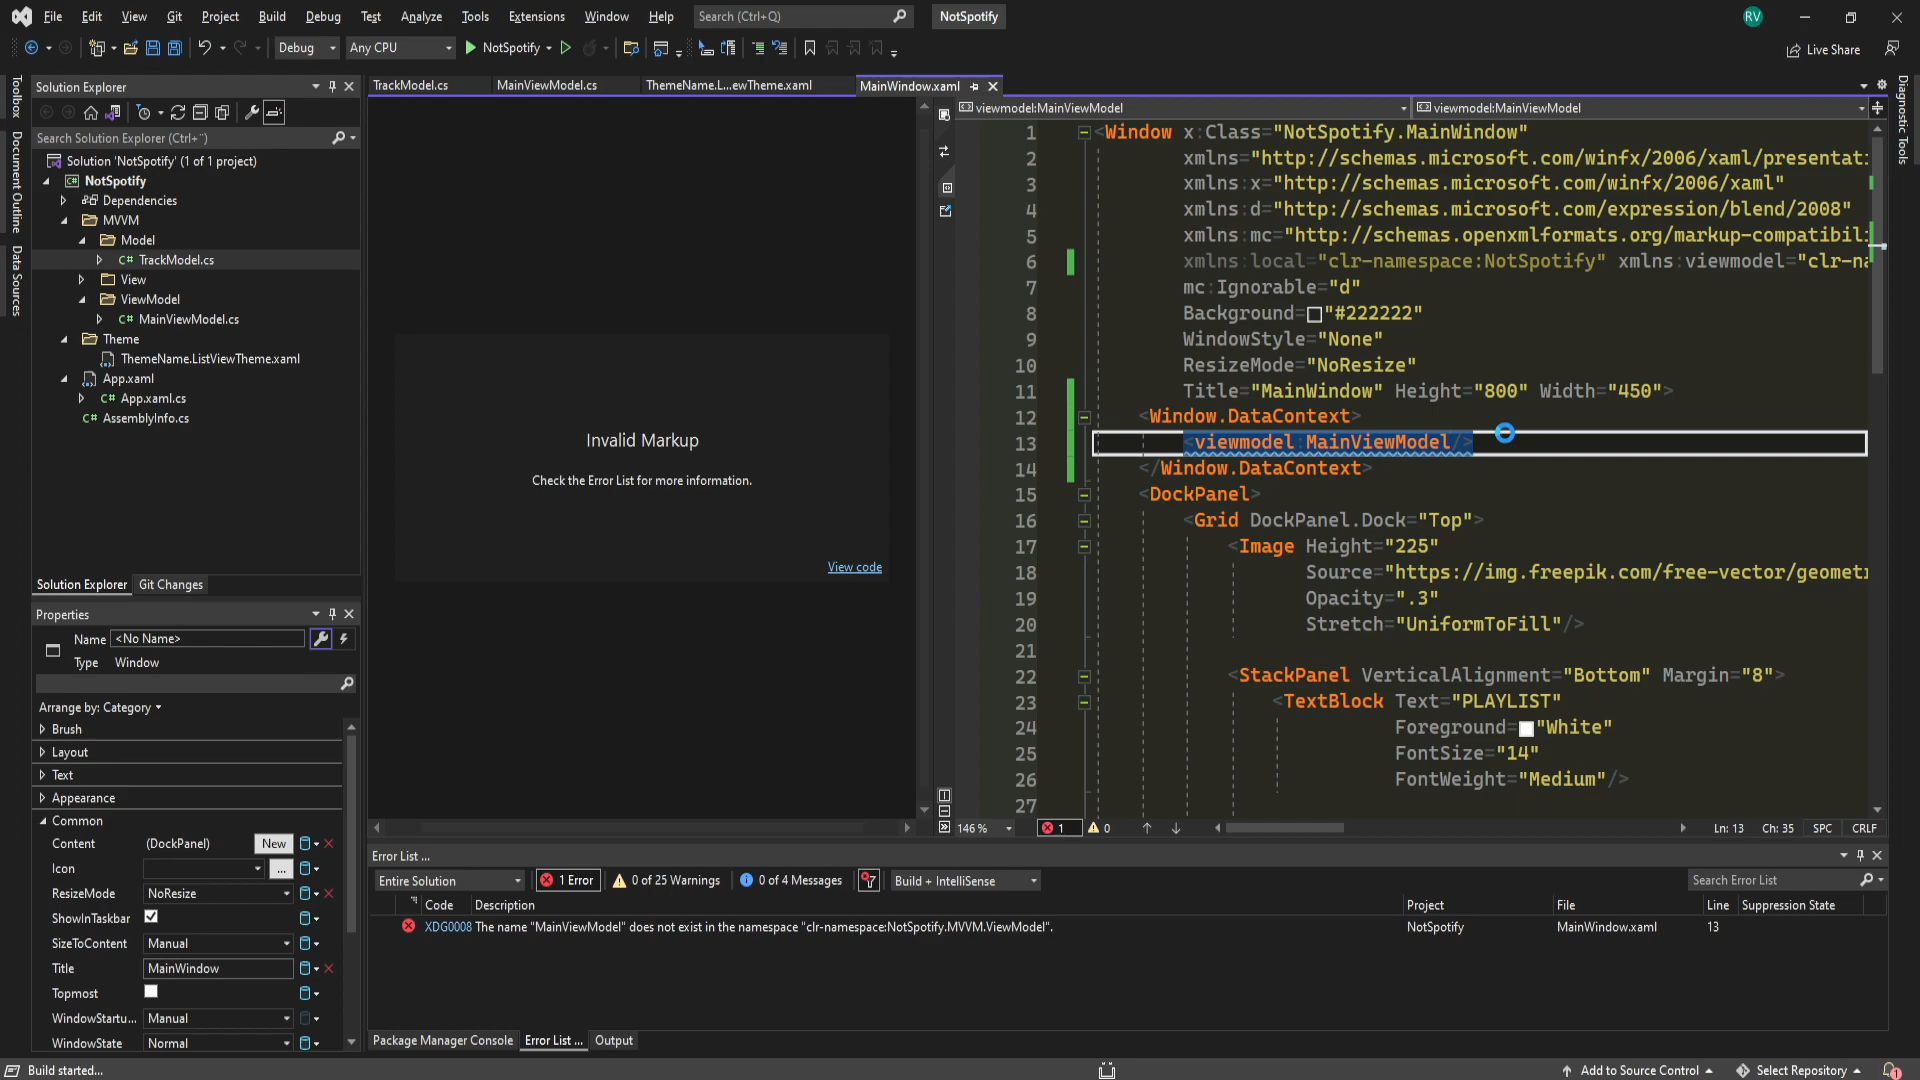 File Edit View Git Project Build Debug Test Analyze Tools Extensions Window Help Search (Ctrl+Q) NotSpotify RV
Debug Any CPU NotSpotify Live Share
Toolbox
Document Outline
Data Sources
Solution Explorer
Search Solution Explorer (Ctrl+¨)
Solution 'NotSpotify' (1 of 1 project)
NotSpotify
Dependencies
MVVM
Model
C# TrackModel.cs
View
ViewModel
C# MainViewModel.cs
Theme
ThemeName.ListViewTheme.xaml
App.xaml
C# App.xaml.cs
C# AssemblyInfo.cs
Solution Explorer Git Changes
Properties
Name <No Name>
Type Window
Arrange by: Category
Brush
Layout
Text
Appearance
Common
Content (DockPanel) New
Icon ...
ResizeMode NoResize
ShowInTaskbar
SizeToContent Manual
Title MainWindow
Topmost
WindowStartu... Manual
WindowState Normal
TrackModel.cs MainViewModel.cs ThemeName.L...ewTheme.xaml MainWindow.xaml
Invalid Markup
Check the Error List for more information.
View code
viewmodel:MainViewModel viewmodel:MainViewModel
1 <Window x:Class="NotSpotify.MainWindow"
2 xmlns="http://schemas.microsoft.com/winfx/2006/xaml/presentati
3 xmlns:x="http://schemas.microsoft.com/winfx/2006/xaml"
4 xmlns:d="http://schemas.microsoft.com/expression/blend/2008"
5 xmlns:mc="http://schemas.openxmlformats.org/markup-compatibil
6 xmlns:local="clr-namespace:NotSpotify" xmlns:viewmodel="clr-na
7 mc:Ignorable="d"
8 Background="#222222"
9 WindowStyle="None"
10 ResizeMode="NoResize"
11 Title="MainWindow" Height="800" Width="450">
12 <Window.DataContext>
13 <viewmodel:MainViewModel/>
14 </Window.DataContext>
15 <DockPanel>
16 <Grid DockPanel.Dock="Top">
17 <Image Height="225"
18 Source="https://img.freepik.com/free-vector/geometr
19 Opacity=".3"
20 Stretch="UniformToFill"/>
21
22 <StackPanel VerticalAlignment="Bottom" Margin="8">
23 <TextBlock Text="PLAYLIST"
24 Foreground="White"
25 FontSize="14"
26 FontWeight="Medium"/>
27
146 % 1 0 Ln: 13 Ch: 35 SPC CRLF
Diagnostic Tools
Error List ...
Entire Solution 1 Error 0 of 25 Warnings 0 of 4 Messages Build + IntelliSense Search Error List
Code Description Project File Line Suppression State
XDG0008 The name "MainViewModel" does not exist in the namespace "clr-namespace:NotSpotify.MVVM.ViewModel". NotSpotify MainWindow.xaml 13
Package Manager Console Error List ... Output
Build started... Add to Source Control Select Repository 1